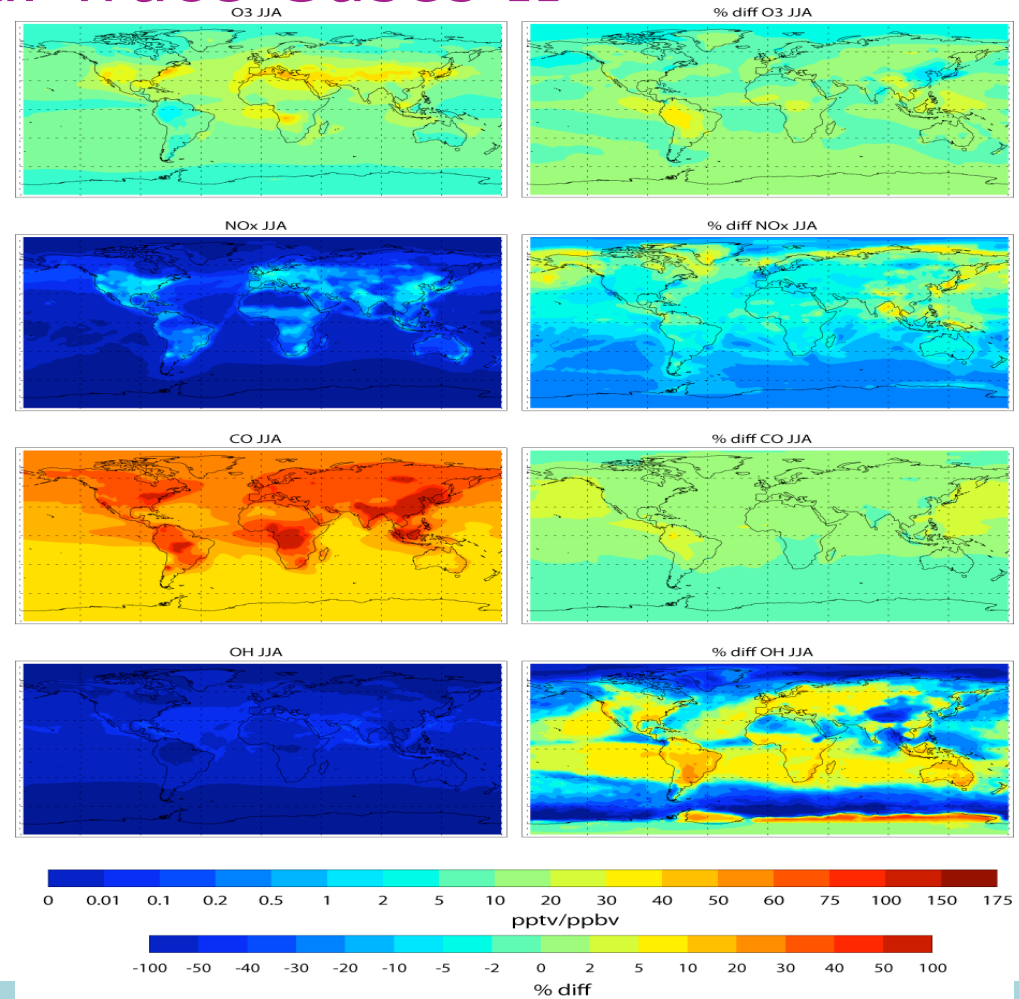 O3 JJA
% diff O3 JJA
NOx JJA
% diff NOx JJA
CO JJA
% diff CO JJA
OH JJA
% diff OH JJA
0 0.01 0.1 0.2 0.5 1 2 5 10 20 30 40 50 60 75 100 150 175
pptv/ppbv
-100 -50 -40 -30 -20 -10 -5 -2 0 2 5 10 20 30 40 50 100
% diff